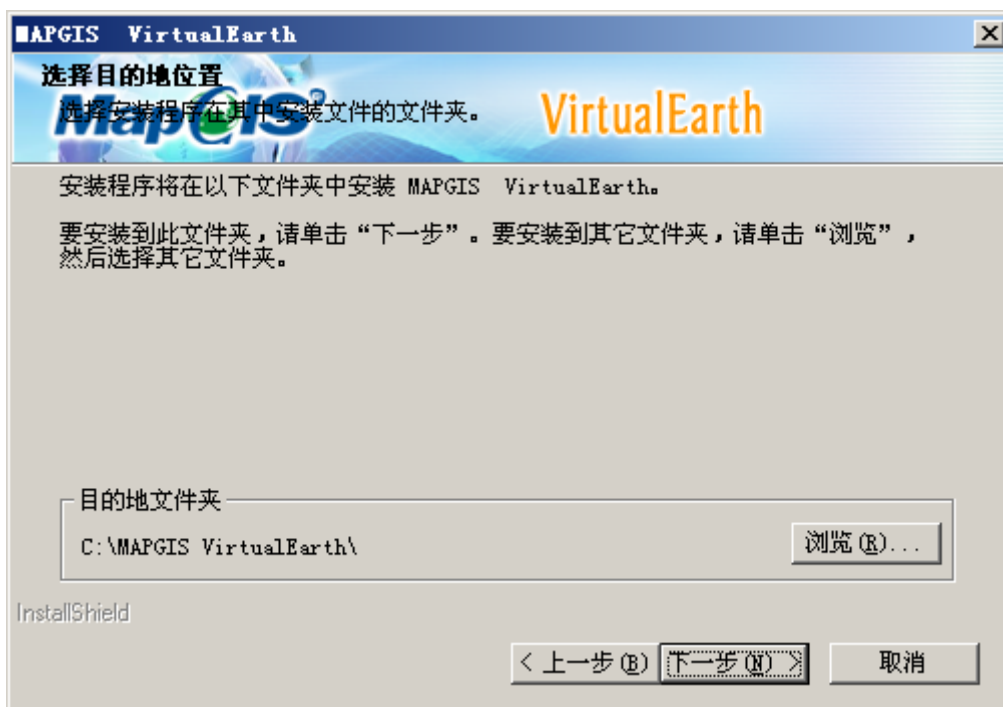 MAPGIS VirtualEarth
选择目的地位置
选择安装程序在其中安装文件的文件夹。
MapGIS®
VirtualEarth
安装程序将在以下文件夹中安装 MAPGIS VirtualEarth。
要安装到此文件夹，请单击“下一步”。要安装到其它文件夹，请单击“浏览”，
然后选择其它文件夹。
目的地文件夹
C:\MAPGIS VirtualEarth\
浏览(R)...
InstallShield
< 上一步(B)
下一步(N) >
取消